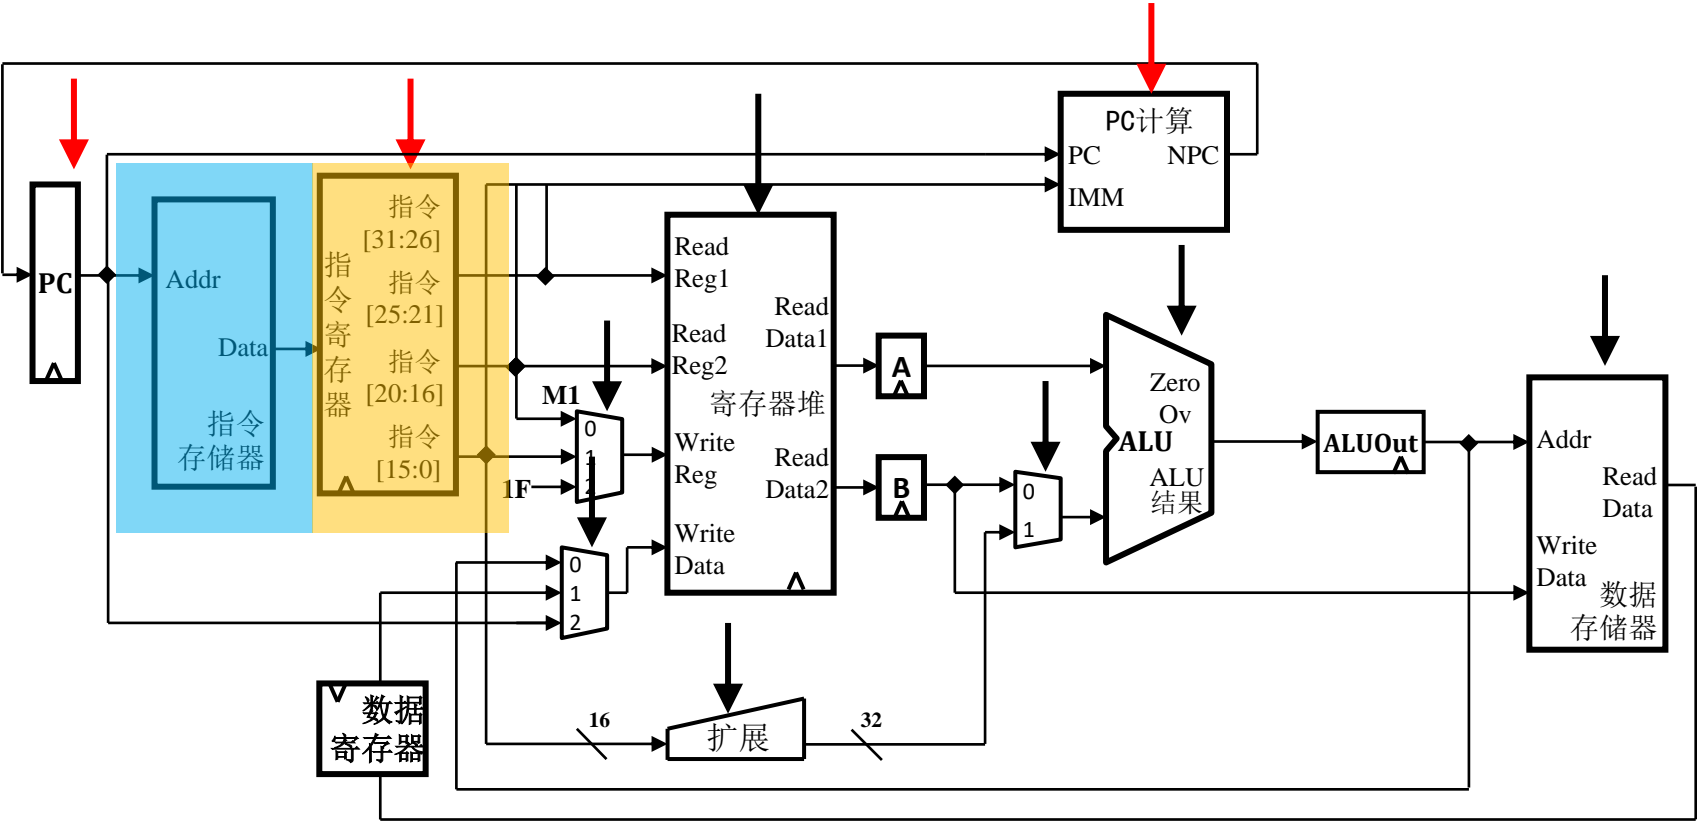 PC计算
PC
NPC
IMM
PC
Addr
Data
指令
存储器
指令寄存器
指令
[31:26]
指令
[25:21]
指令
[20:16]
指令
[15:0]
M1
0
1
2
1F
0
1
2
Read
Reg1
Read
Reg2
Write
Reg
Write
Data
Read
Data1
寄存器堆
Read
Data2
A
B
0
1
Zero
Ov
ALU
ALU
结果
ALUOut
Addr
Read
Data
Write
Data
数据
存储器
数据
寄存器
16
扩展
32